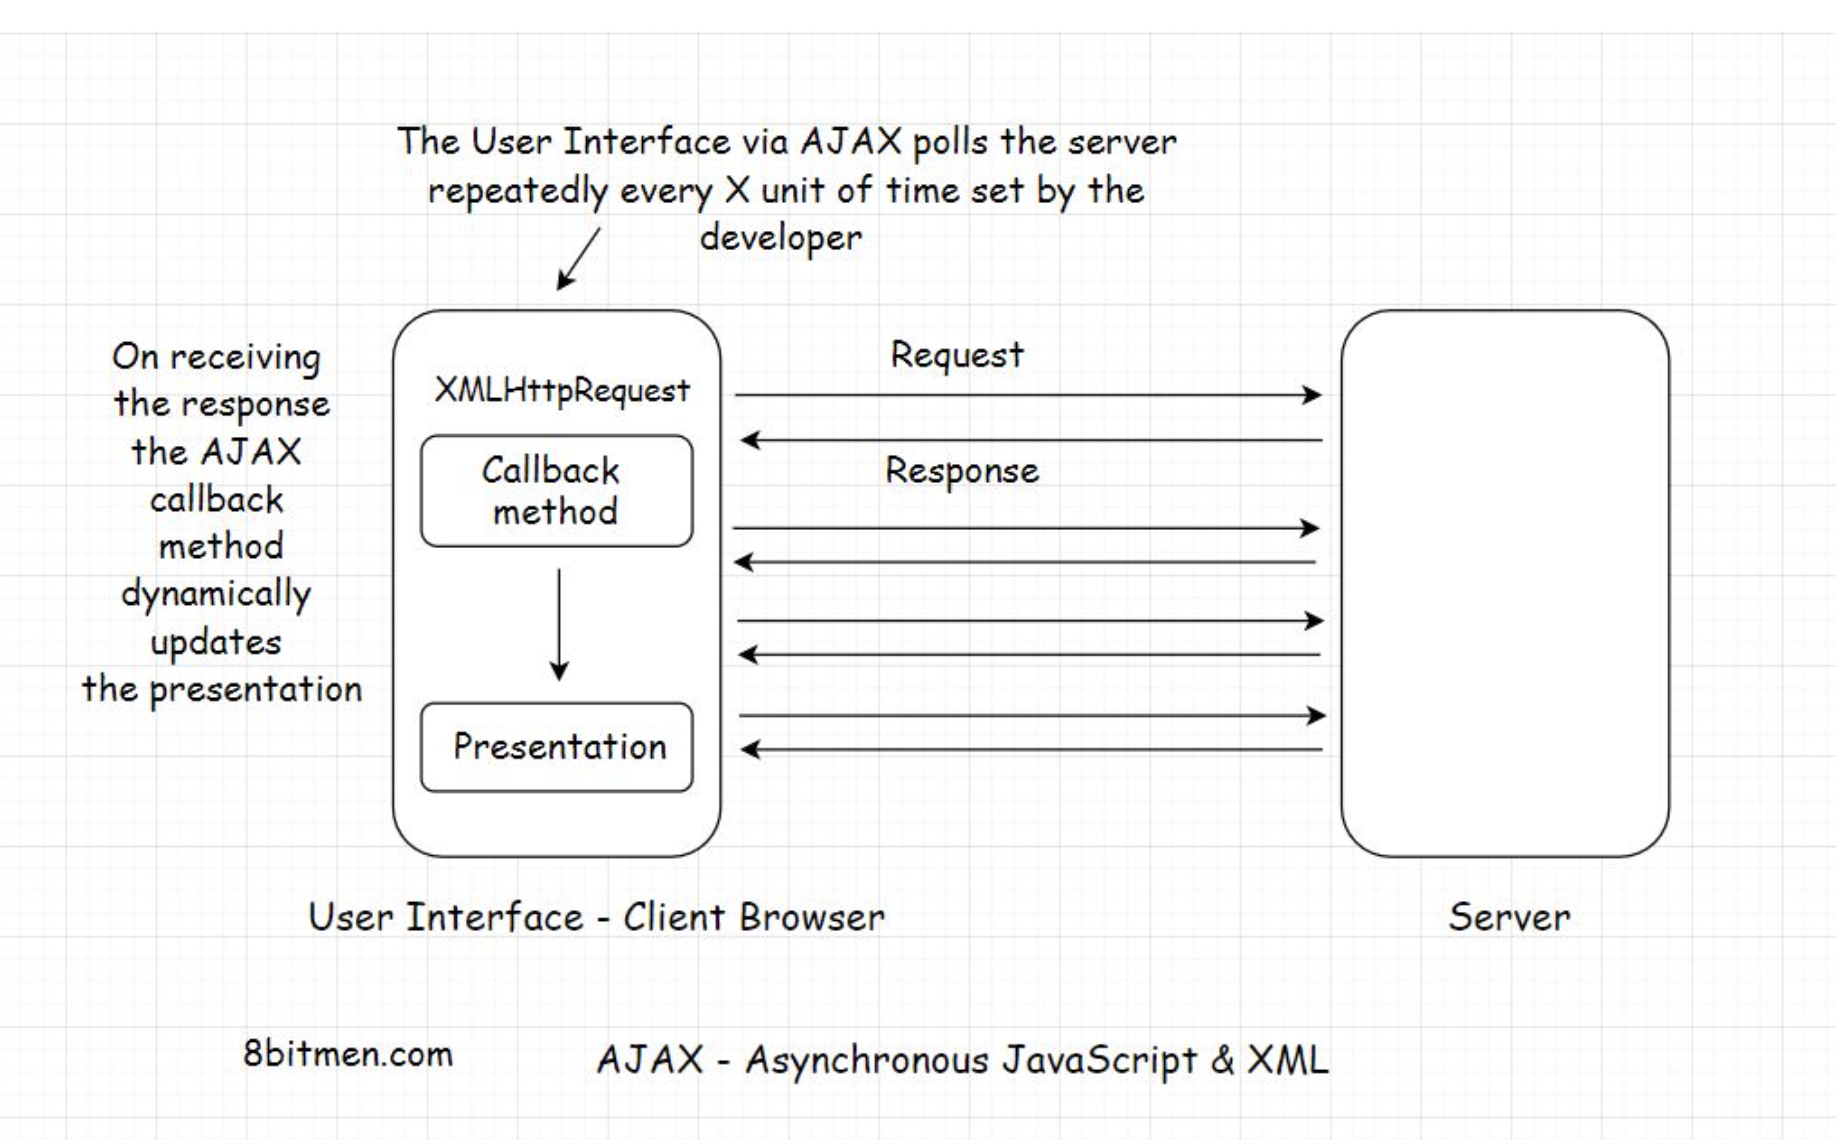 The User Interface via AJAX polls the server
repeatedly every X unit of time set by the
developer
On receiving
the response
the AJAX
callback
method
dynamically
updates
the presentation
XMLHttpRequest
Callback
method
Presentation
Request
Response
User Interface - Client Browser
Server
8bitmen.com
AJAX - Asynchronous JavaScript & XML